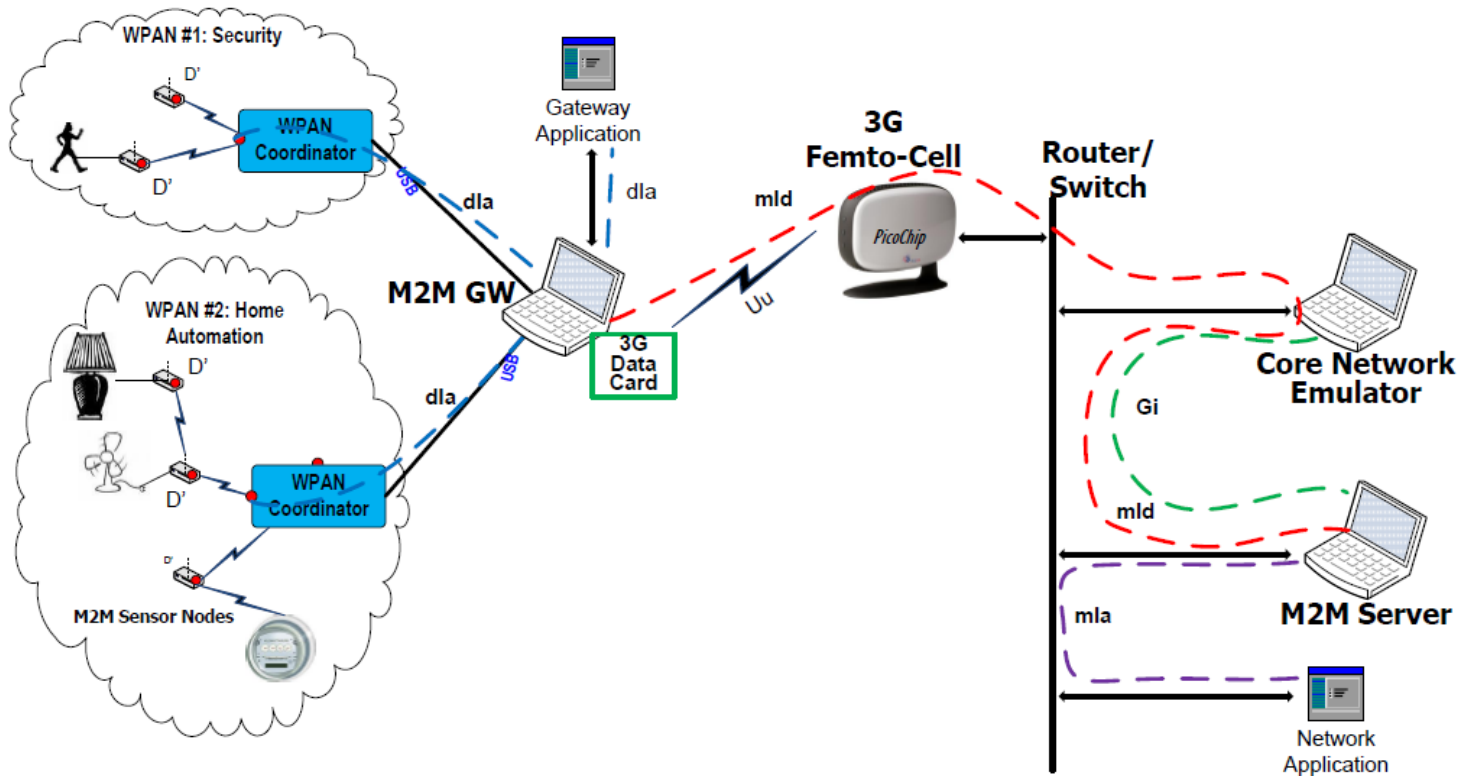 WPAN #1: Security
D'
WPAN
Coordinator
D'
USB
dla
Gateway
Application
dla
M2M GW
3G
Data
Card
Uu
mld
3G
Femto-Cell
PicoChip
Router/
Switch
Core Network
Emulator
Gi
mld
M2M Server
mla
Network
Application
WPAN #2: Home
Automation
D'
D'
WPAN
Coordinator
USB
dla
D'
M2M Sensor Nodes